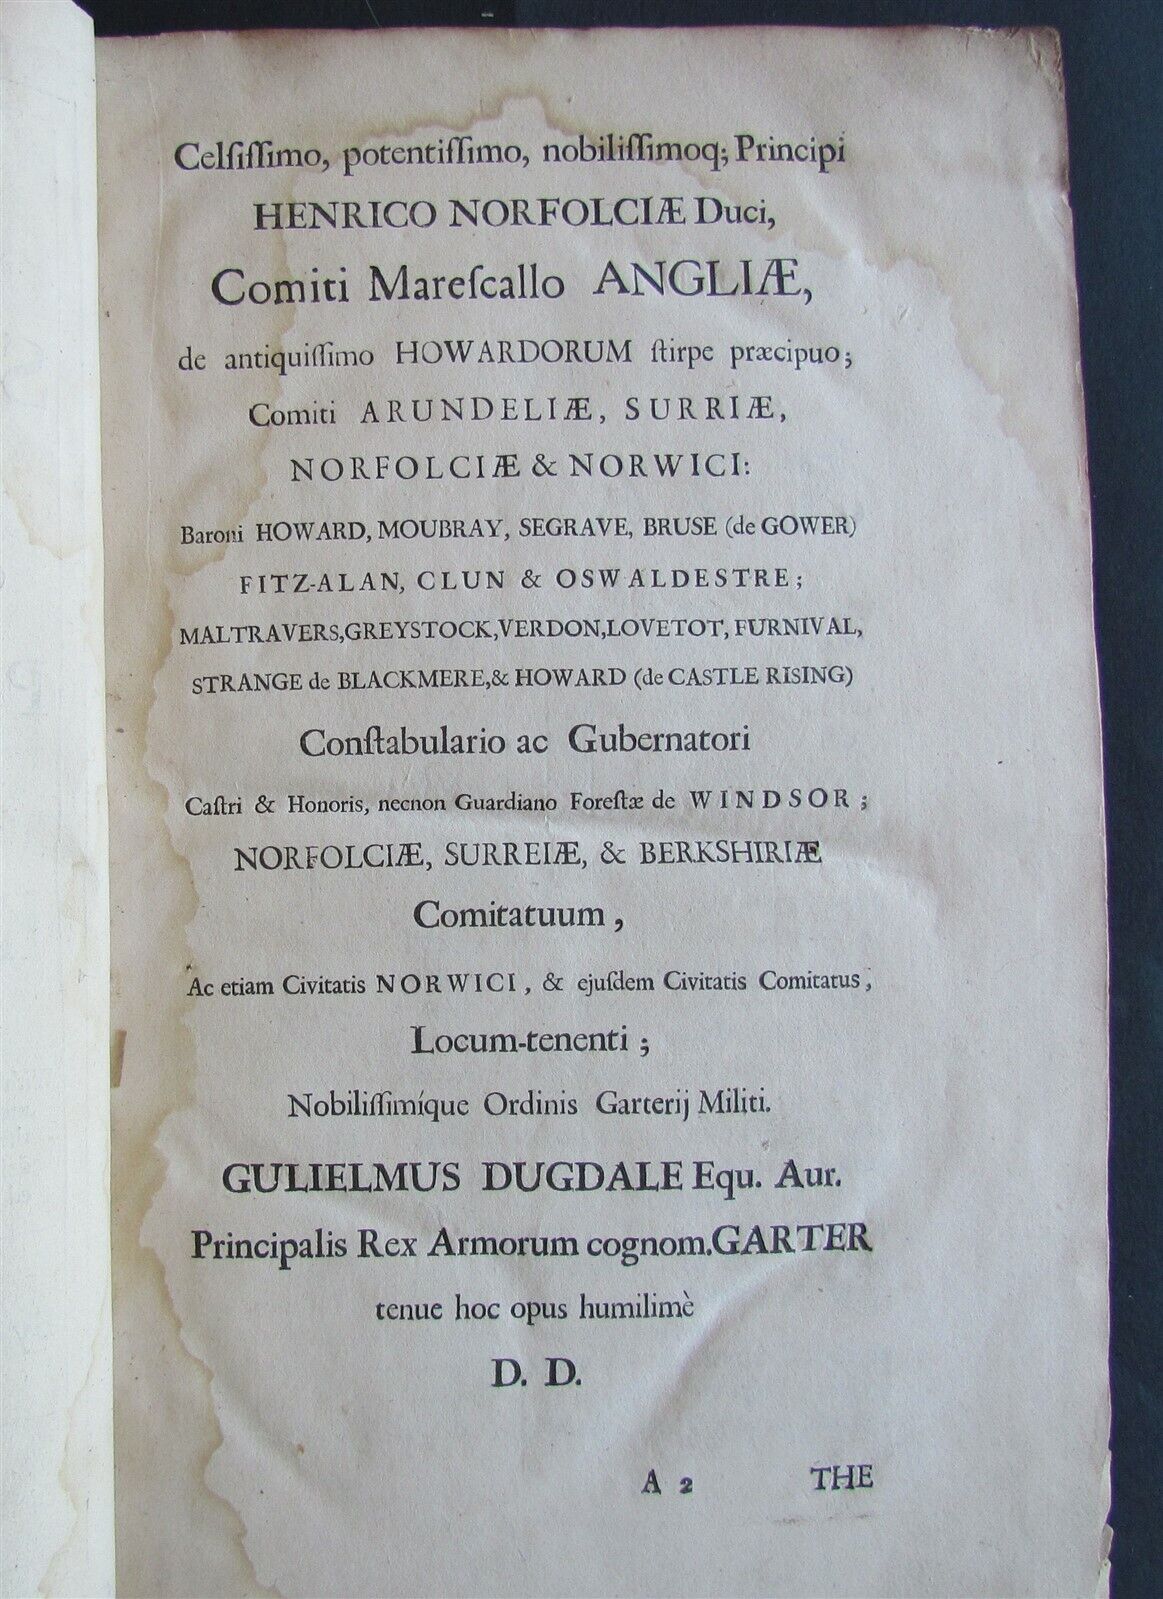 Celſiſſimo, potentiſſimo, nobiliſſimoq; Principi
HENRICO NORFOLCIÆ Duci,
Comiti Mareſcallo ANGLIÆ,
de antiquiſſimo HOWARDORUM ſtirpe præcipuo;
Comiti ARUNDELIÆ, SURRIÆ,
NORFOLCIÆ & NORWICI:
Baroni HOWARD, MOUBRAY, SEGRAVE, BRUSE (de GOWER)
FITZ-ALAN, CLUN & OSWALDESTRE;
MALTRAVERS,GREYSTOCK,VERDON,LOVETOT, FURNIVAL,
STRANGE de BLACKMERE,& HOWARD (de CASTLE RISING)
Conſtabulario ac Gubernatori
Caſtri & Honoris, necnon Guardiano Foreſtæ de WINDSOR;
NORFOLCIÆ, SURREIÆ, & BERKSHIRIÆ
Comitatuum,
Ac etiam Civitatis NORWICI, & ejuſdem Civitatis Comitatus,
Locum-tenenti;
Nobiliſſimíque Ordinis Garterij Militi.
GULIELMUS DUGDALE Equ. Aur.
Principalis Rex Armorum cognom.GARTER
tenue hoc opus humilimè
D. D.
A 2 THE